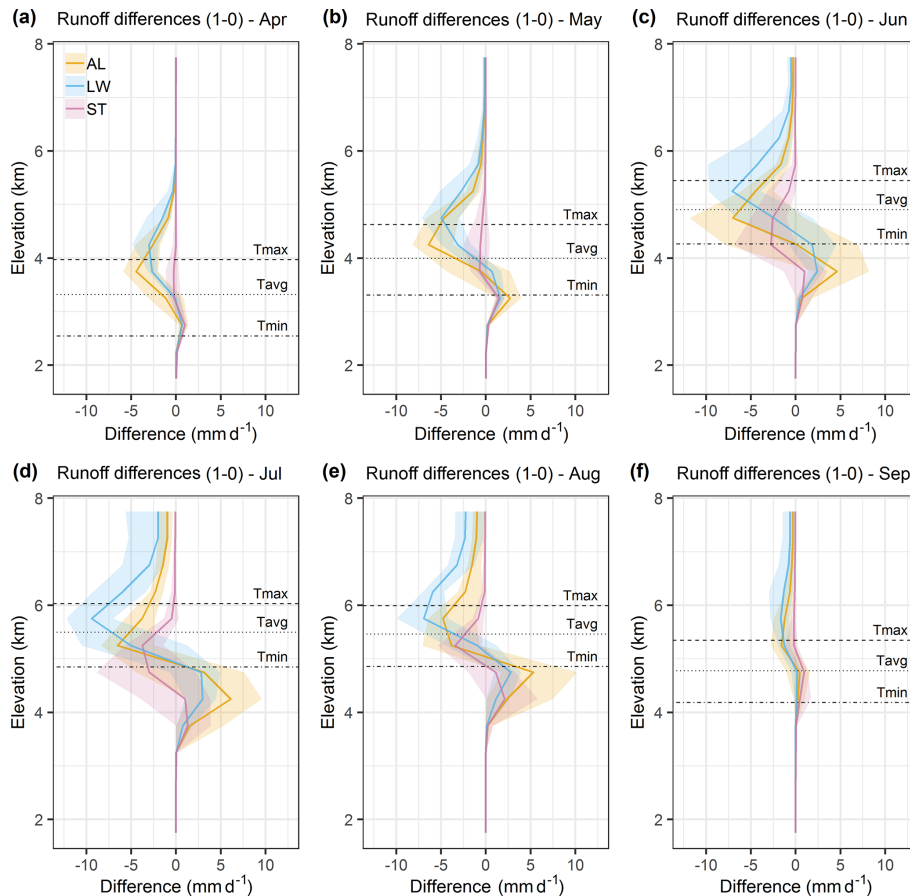 (a) Runoff differences (1-0) - Apr
(b) Runoff differences (1-0) - May
(c) Runoff differences (1-0) - Jun
8
6
4
2
Elevation (km)
AL
LW
ST
Tmax
Tavg
Tmin
-10 -5 0 5 10
Difference (mm d⁻¹)
8
6
4
2
Elevation (km)
Tmax
Tavg
Tmin
-10 -5 0 5 10
Difference (mm d⁻¹)
8
6
4
2
Elevation (km)
Tmax
Tavg
Tmin
-10 -5 0 5 10
Difference (mm d⁻¹)
(d) Runoff differences (1-0) - Jul
(e) Runoff differences (1-0) - Aug
(f) Runoff differences (1-0) - Sep
8
6
4
2
Elevation (km)
Tmax
Tavg
Tmin
-10 -5 0 5 10
Difference (mm d⁻¹)
8
6
4
2
Elevation (km)
Tmax
Tavg
Tmin
-10 -5 0 5 10
Difference (mm d⁻¹)
8
6
4
2
Elevation (km)
Tmax
Tavg
Tmin
-10 -5 0 5 10
Difference (mm d⁻¹)